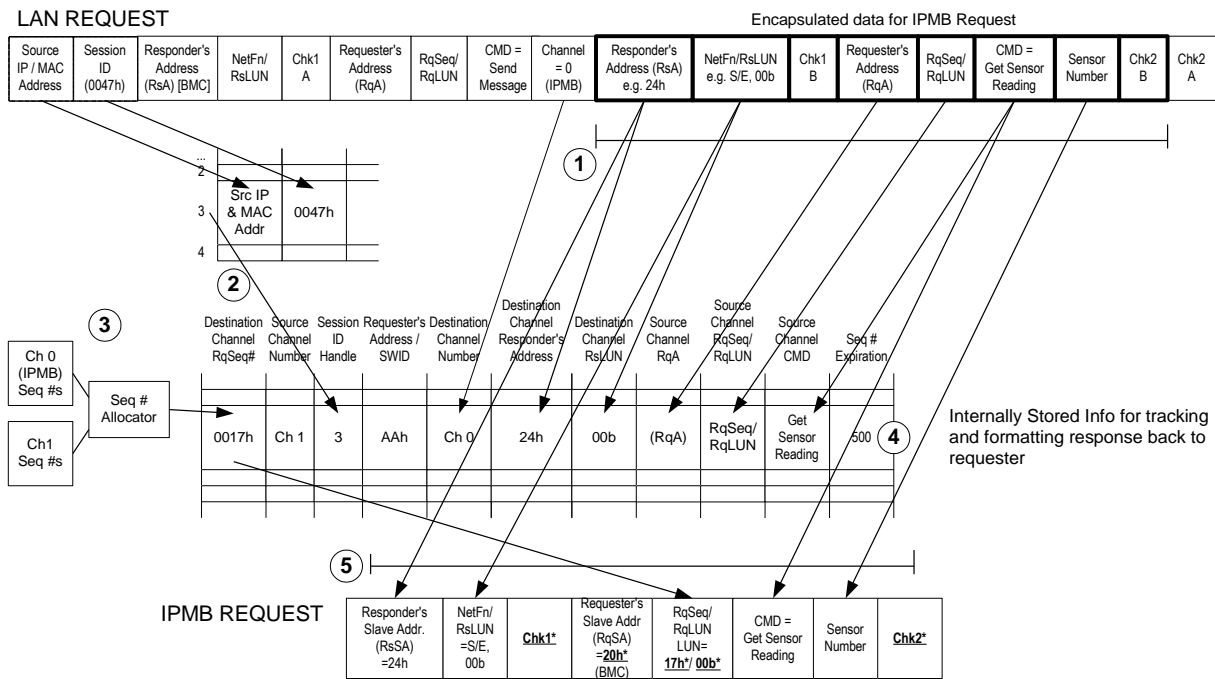 LAN REQUEST
Encapsulated data for IPMB Request
Source
IP / MAC
Address
Session
ID
(0047h)
Responder's
Address
(RsA) [BMC]
NetFn/
RsLUN
Chk1
A
Requester's
Address
(RqA)
RqSeq/
RqLUN
CMD =
Send
Message
Channel
= 0
(IPMB)
Responder's
Address (RsA)
e.g. 24h
NetFn/RsLUN
e.g. S/E, 00b
Chk1
B
Requester's
Address
(RqA)
RqSeq/
RqLUN
CMD =
Get Sensor
Reading
Sensor
Number
Chk2
B
Chk2
A
1
...
2
3
4
Src IP
& MAC
Addr
0047h
2
3
Ch 0
(IPMB)
Seq #s
Ch1
Seq #s
Seq #
Allocator
Destination
Channel
RqSeq#
Source
Channel
Number
Session
ID
Handle
Requester's
Address /
SWID
Destination
Channel
Number
Destination
Channel
Responder's
Address
Destination
Channel
RsLUN
Source
Channel
RqA
Source
Channel
RqSeq/
RqLUN
Source
Channel
CMD
Seq #
Expiration
0017h
Ch 1
3
AAh
Ch 0
24h
00b
(RqA)
RqSeq/
RqLUN
Get
Sensor
Reading
500
4
Internally Stored Info for tracking
and formatting response back to
requester
5
IPMB REQUEST
Responder's
Slave Addr.
(RsSA)
=24h
NetFn/
RsLUN
=S/E,
00b
Chk1*
Requester's
Slave Addr
(RqSA)
=20h*
(BMC)
RqSeq/
RqLUN
LUN=
17h*/ 00b*
CMD =
Get Sensor
Reading
Sensor
Number
Chk2*